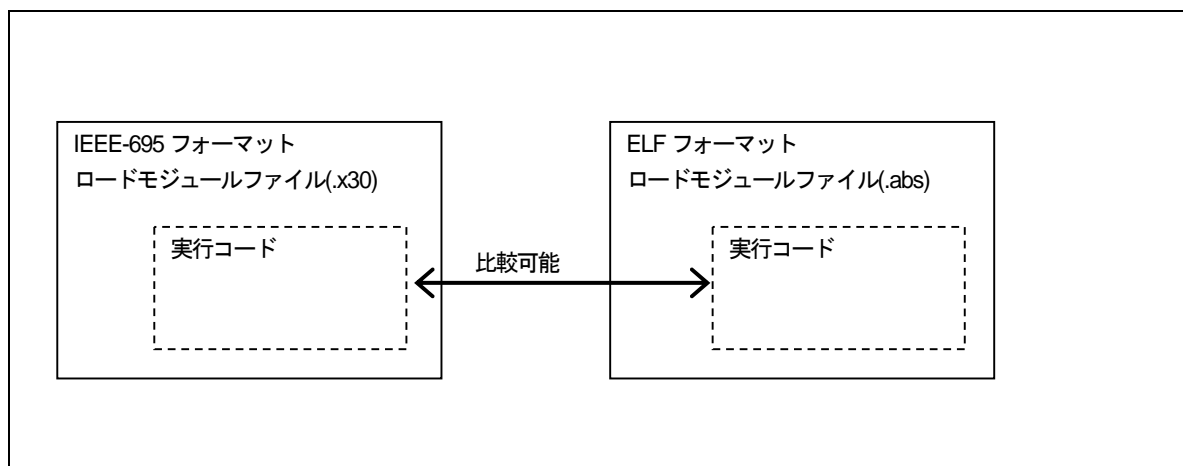 IEEE-695 フォーマット
ロードモジュールファイル(.x30)
実行コード
比較可能
ELF フォーマット
ロードモジュールファイル(.abs)
実行コード